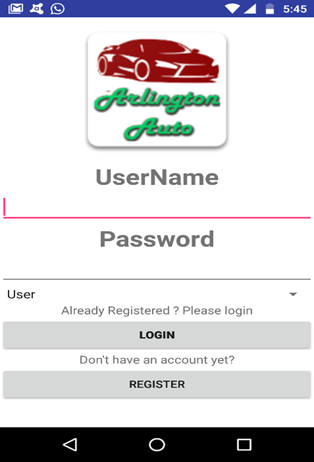 5:45
Arlington
Auto
UserName
Password
User
Already Registered ? Please login
LOGIN
Don't have an account yet?
REGISTER